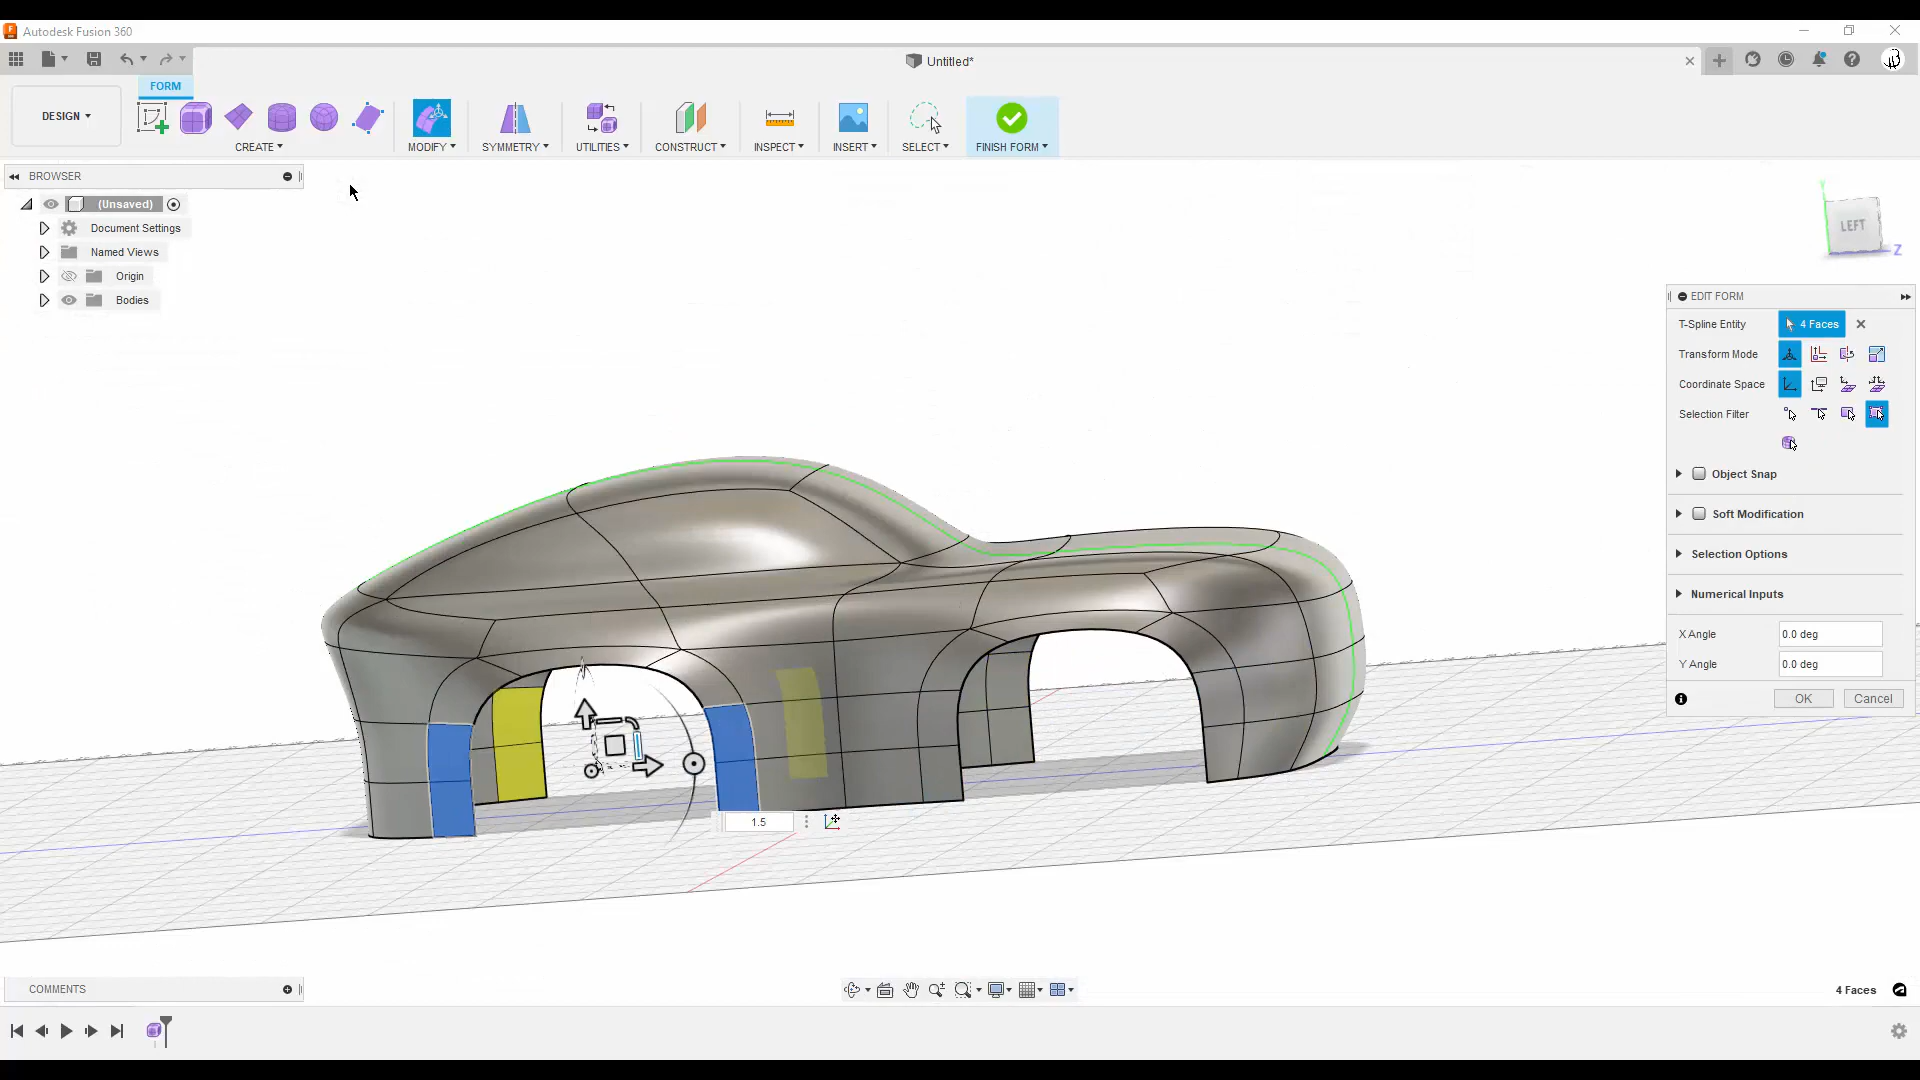 Autodesk Fusion 360
Untitled*
FORM
DESIGN
CREATE
MODIFY
SYMMETRY
UTILITIES
CONSTRUCT
INSPECT
INSERT
SELECT
FINISH FORM
BROWSER
(Unsaved)
Document Settings
Named Views
Origin
Bodies
LEFT
Y
Z
EDIT FORM
T-Spline Entity
4 Faces
Transform Mode
Coordinate Space
Selection Filter
Object Snap
Soft Modification
Selection Options
Numerical Inputs
X Angle
0.0 deg
Y Angle
0.0 deg
OK
Cancel
1.5
COMMENTS
4 Faces